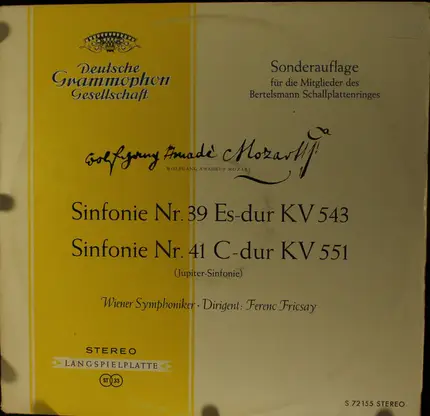 Deutsche
Grammophon
Gesellschaft
Sonderauflage
für die Mitglieder des
Bertelsmann Schallplattenringes
Wolfgang Amadè Mozart
WOLFGANG AMADEUS MOZART
Sinfonie Nr. 39 Es-dur KV 543
Sinfonie Nr. 41 C-dur KV 551
(Jupiter-Sinfonie)
Wiener Symphoniker · Dirigent: Ferenc Fricsay
STEREO
LANGSPIELPLATTE
33
S 72155 STEREO